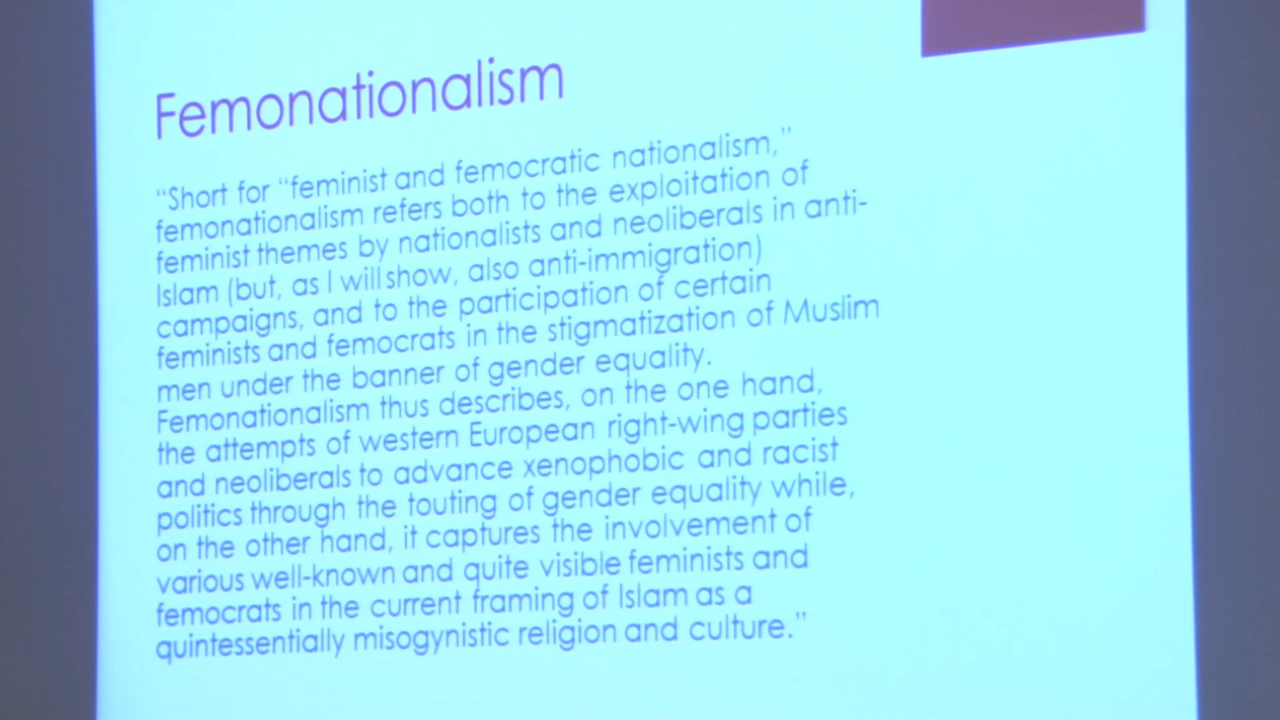 Femonationalism
“Short for “feminist and femocratic nationalism,”
femonationalism refers both to the exploitation of
feminist themes by nationalists and neoliberals in anti-
Islam (but, as I will show, also anti-immigration)
campaigns, and to the participation of certain
feminists and femocrats in the stigmatization of Muslim
men under the banner of gender equality.
Femonationalism thus describes, on the one hand,
the attempts of western European right-wing parties
and neoliberals to advance xenophobic and racist
politics through the touting of gender equality while,
on the other hand, it captures the involvement of
various well-known and quite visible feminists and
femocrats in the current framing of Islam as a
quintessentially misogynistic religion and culture.”